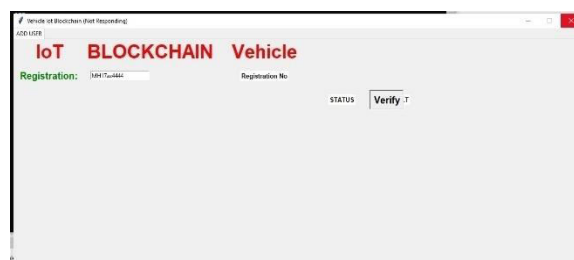 Vehicle Iot Blockchain (Not Responding)
ADD USER
IoT BLOCKCHAIN Vehicle
Registration: Registration No
STATUS Verify